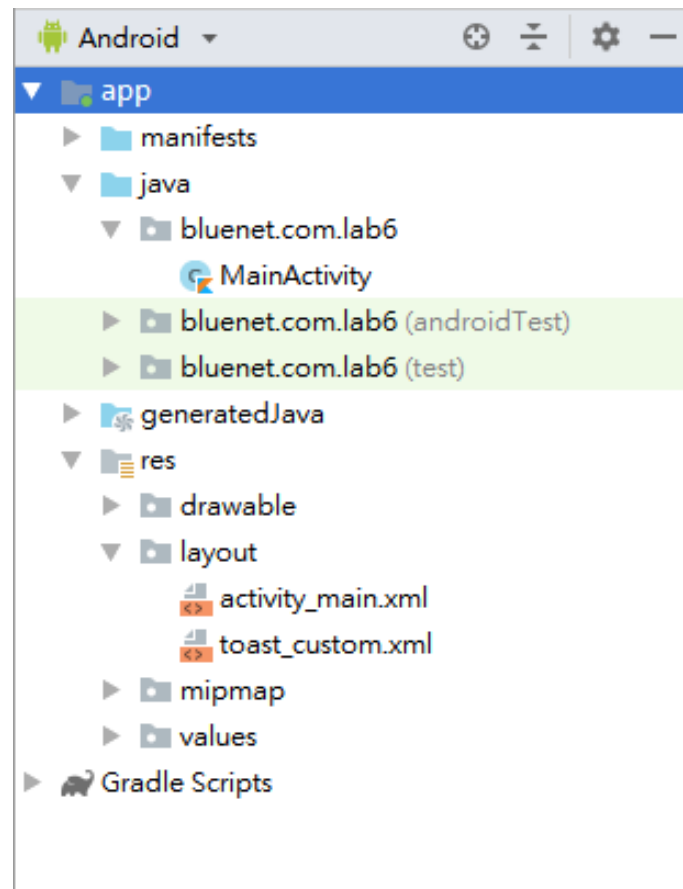 Android
app
manifests
java
bluenet.com.lab6
MainActivity
bluenet.com.lab6 (androidTest)
bluenet.com.lab6 (test)
generatedJava
res
drawable
layout
activity_main.xml
toast_custom.xml
mipmap
values
Gradle Scripts